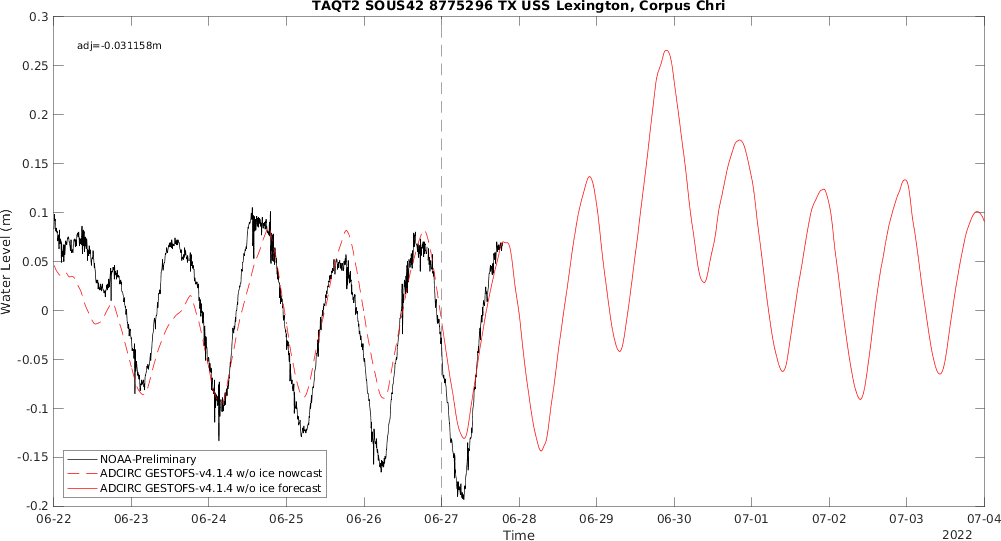 TAQT2 SOUS42 8775296 TX USS Lexington, Corpus Chri
adj=-0.031158m
0.3
0.25
0.2
0.15
0.1
0.05
0
-0.05
-0.1
-0.15
-0.2
Water Level (m)
NOAA-Preliminary
ADCIRC GESTOFS-v4.1.4 w/o ice nowcast
ADCIRC GESTOFS-v4.1.4 w/o ice forecast
06-22 06-23 06-24 06-25 06-26 06-27 06-28 06-29 06-30 07-01 07-02 07-03 07-04
Time
2022